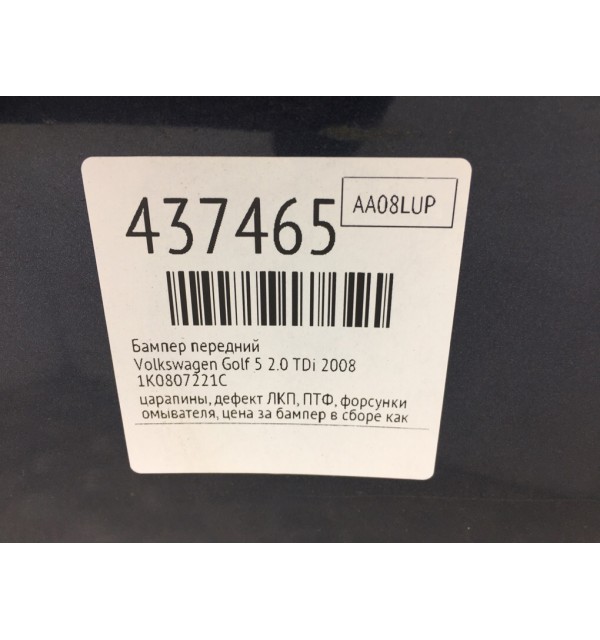 437465
AA08LUP
Бампер передний
Volkswagen Golf 5 2.0 TDi 2008
1K0807221C
царапины, дефект ЛКП, ПТФ, форсунки
омывателя, цена за бампер в сборе как